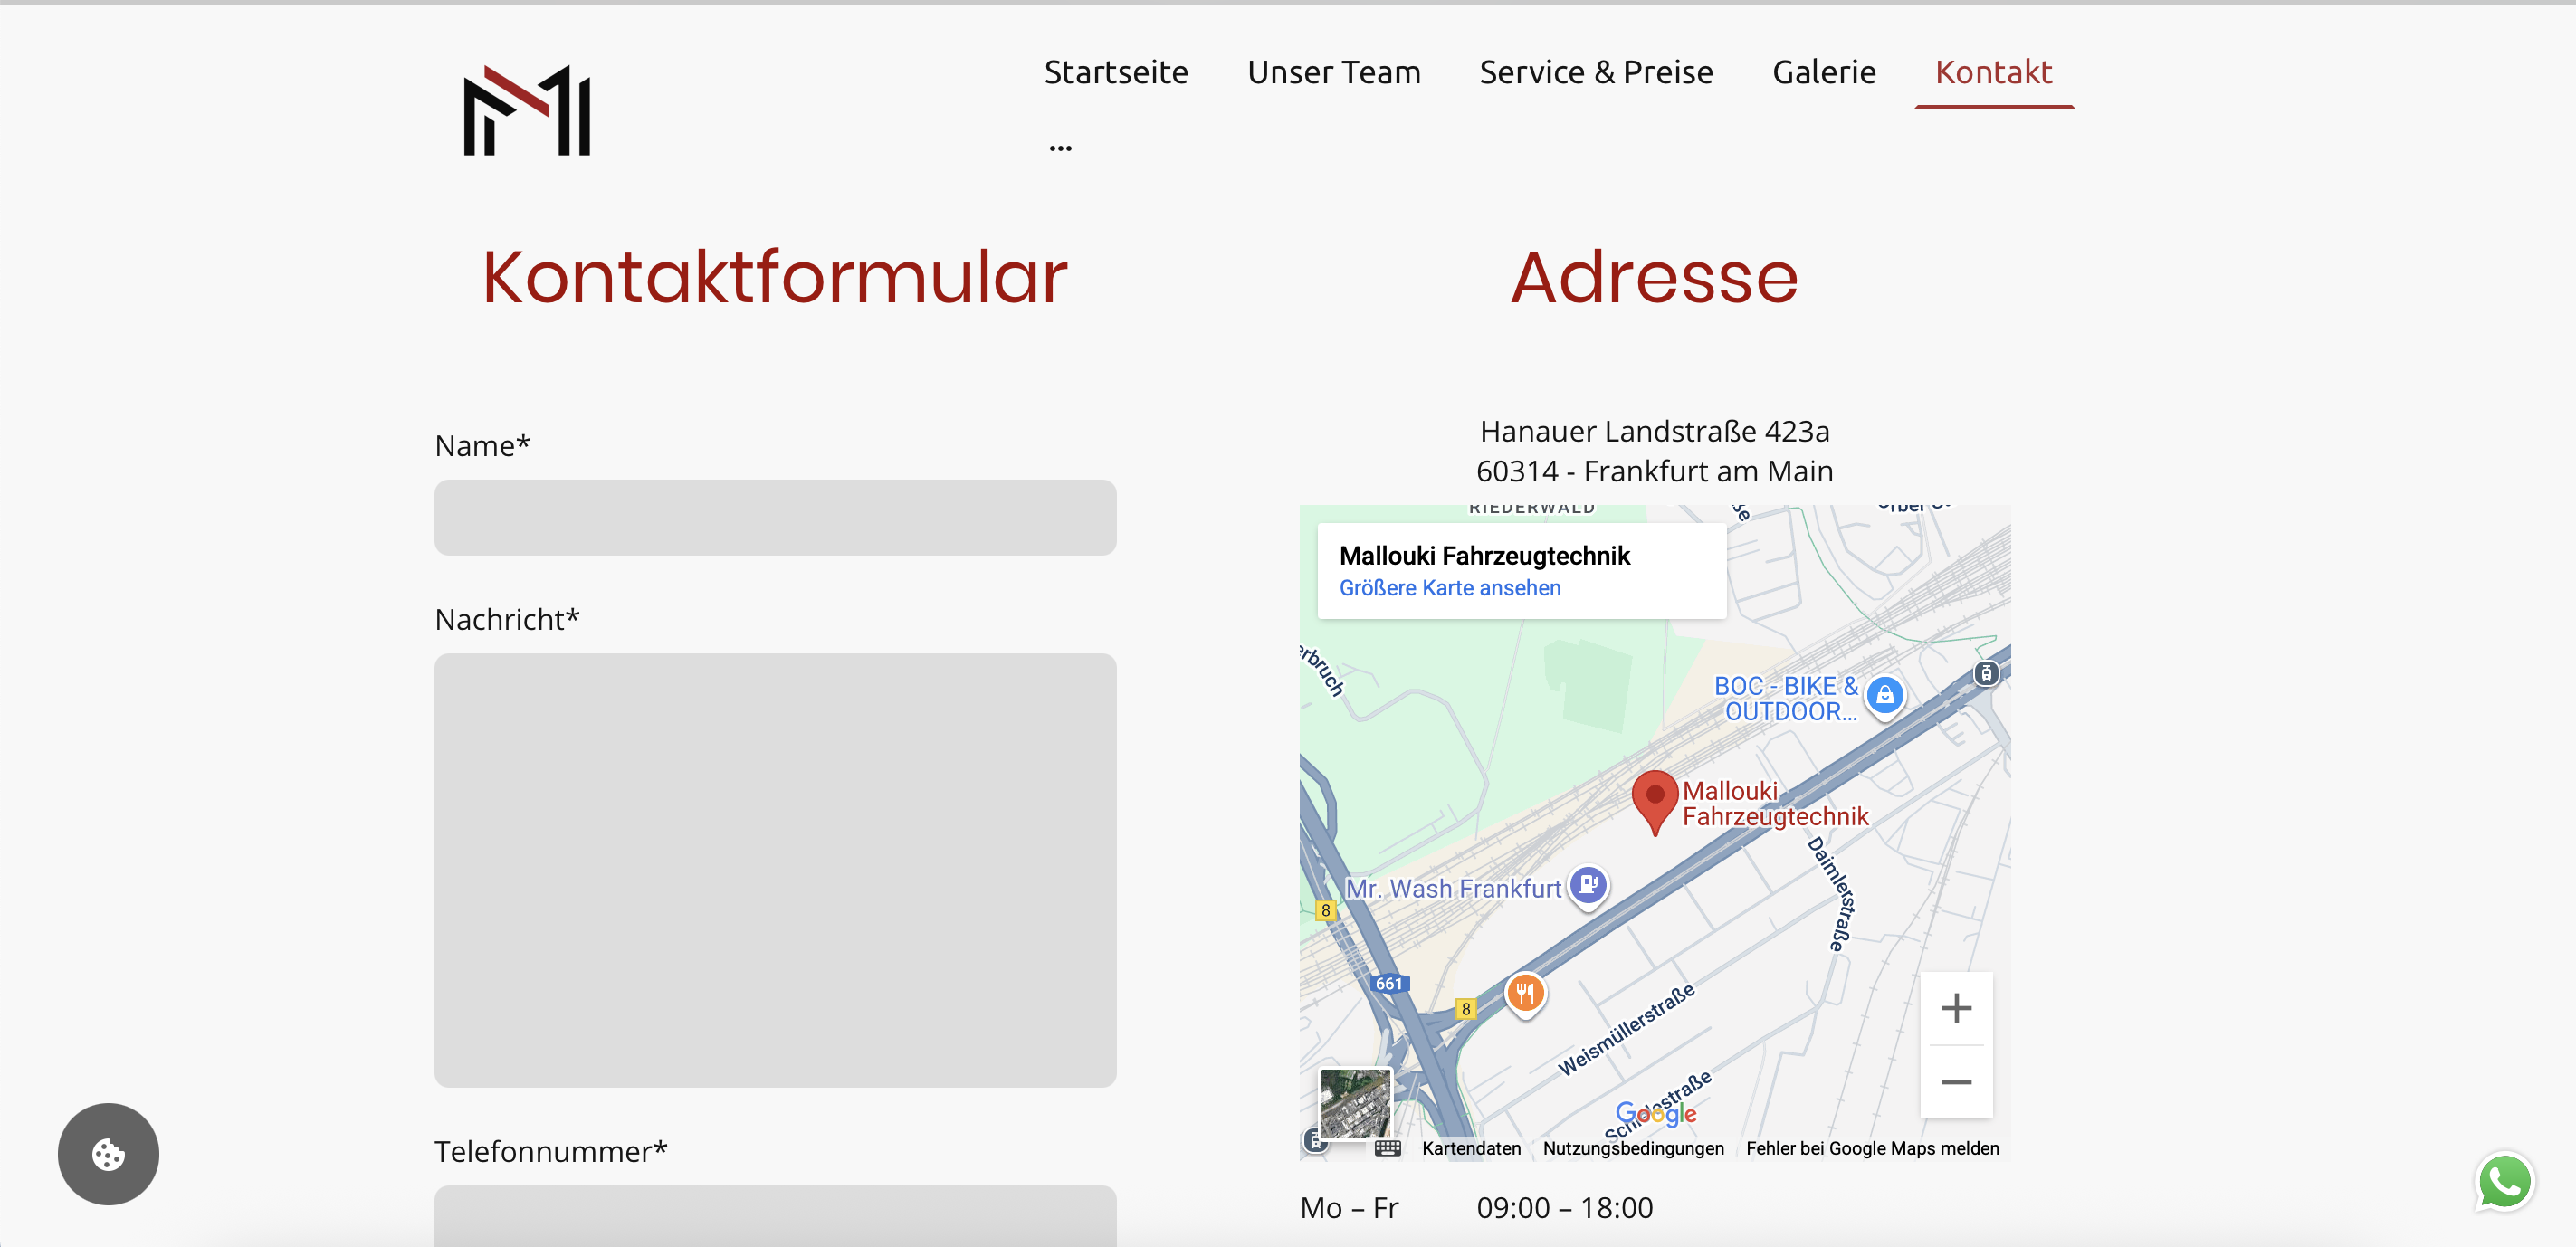 Startseite
Unser Team
Service & Preise
Galerie
Kontakt
...
Kontaktformular
Name*
Nachricht*
Telefonnummer*
Adresse
Hanauer Landstraße 423a
60314 - Frankfurt am Main
RIEDERWALD
Mallouki Fahrzeugtechnik
Größere Karte ansehen
BOC - BIKE &
OUTDOOR...
Mallouki
Fahrzeugtechnik
Daimlerstraße
Mr. Wash Frankfurt
8
661
8
Weismüllerstraße
Google
Kartendaten
Nutzungsbedingungen
Fehler bei Google Maps melden
Mo – Fr 09:00 – 18:00